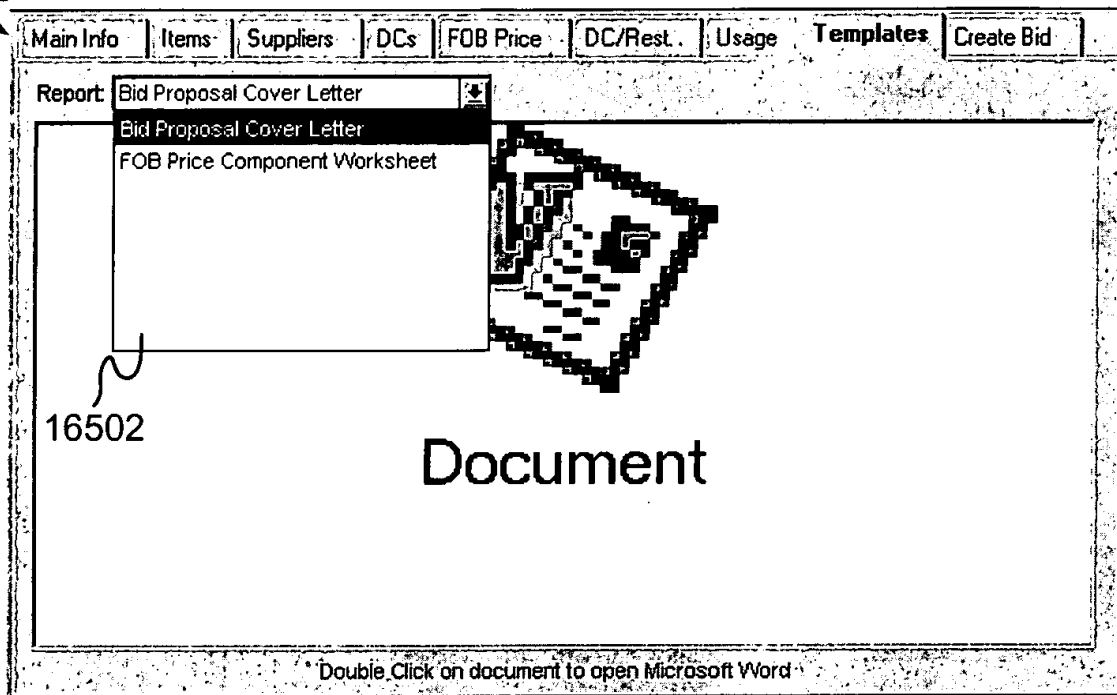 Main Info Items Suppliers DCs FOB Price DC/Rest.. Usage Templates Create Bid
Report: Bid Proposal Cover Letter
Bid Proposal Cover Letter
FOB Price Component Worksheet
16502
Document
Double Click on document to open Microsoft Word